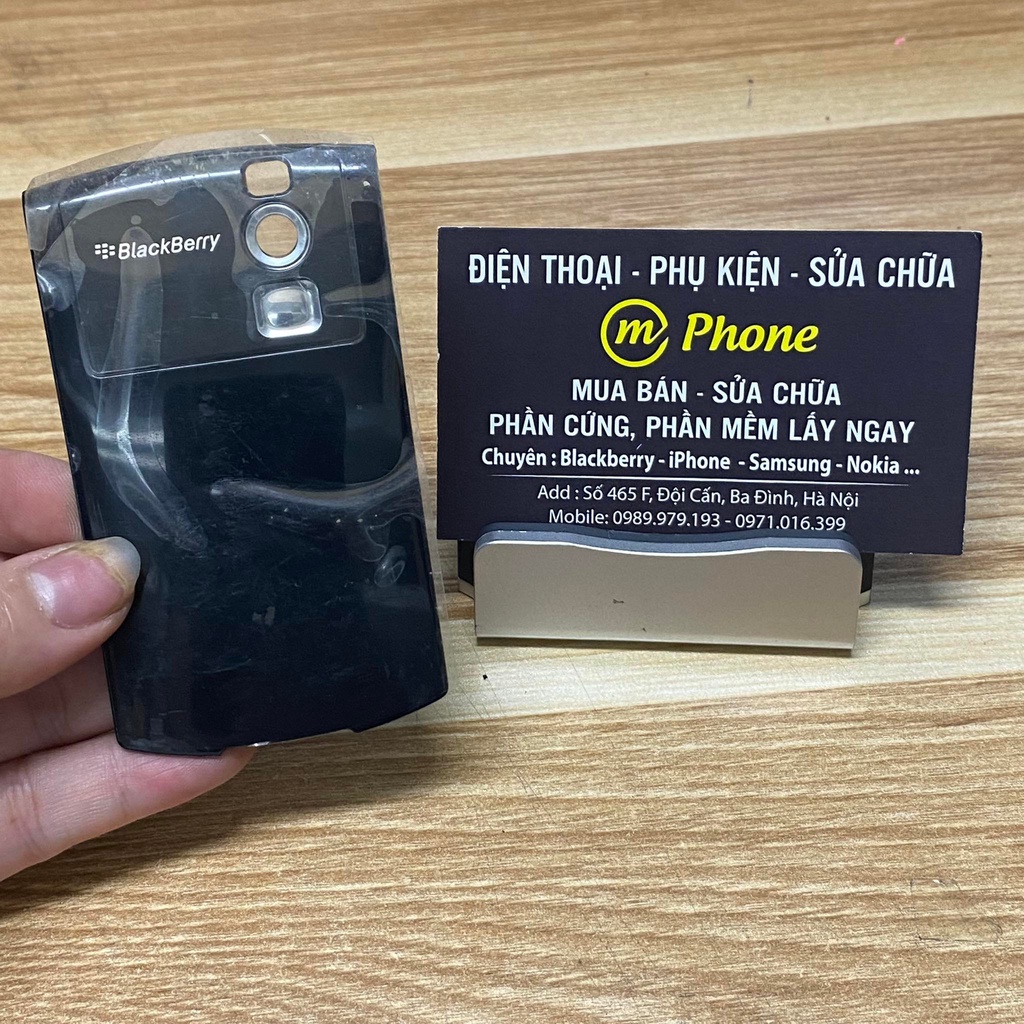 BlackBerry
ĐIỆN THOẠI - PHỤ KIỆN - SỬA CHỮA
m Phone
MUA BÁN - SỬA CHỮA
PHẦN CỨNG, PHẦN MỀM LẤY NGAY
Chuyên : Blackberry - iPhone - Samsung - Nokia ...
Add : Số 465 F, Đội Cấn, Ba Đình, Hà Nội
Mobile: 0989.979.193 - 0971.016.399